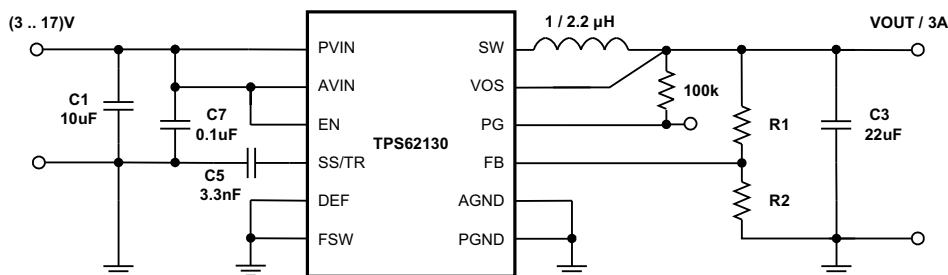 (3 .. 17)V
1 / 2.2 µH
VOUT / 3A
PVIN
SW
AVIN
VOS
100k
C1
10uF
C7
0.1uF
EN
PG
TPS62130
R1
C3
22uF
SS/TR
FB
C5
3.3nF
DEF
AGND
R2
FSW
PGND